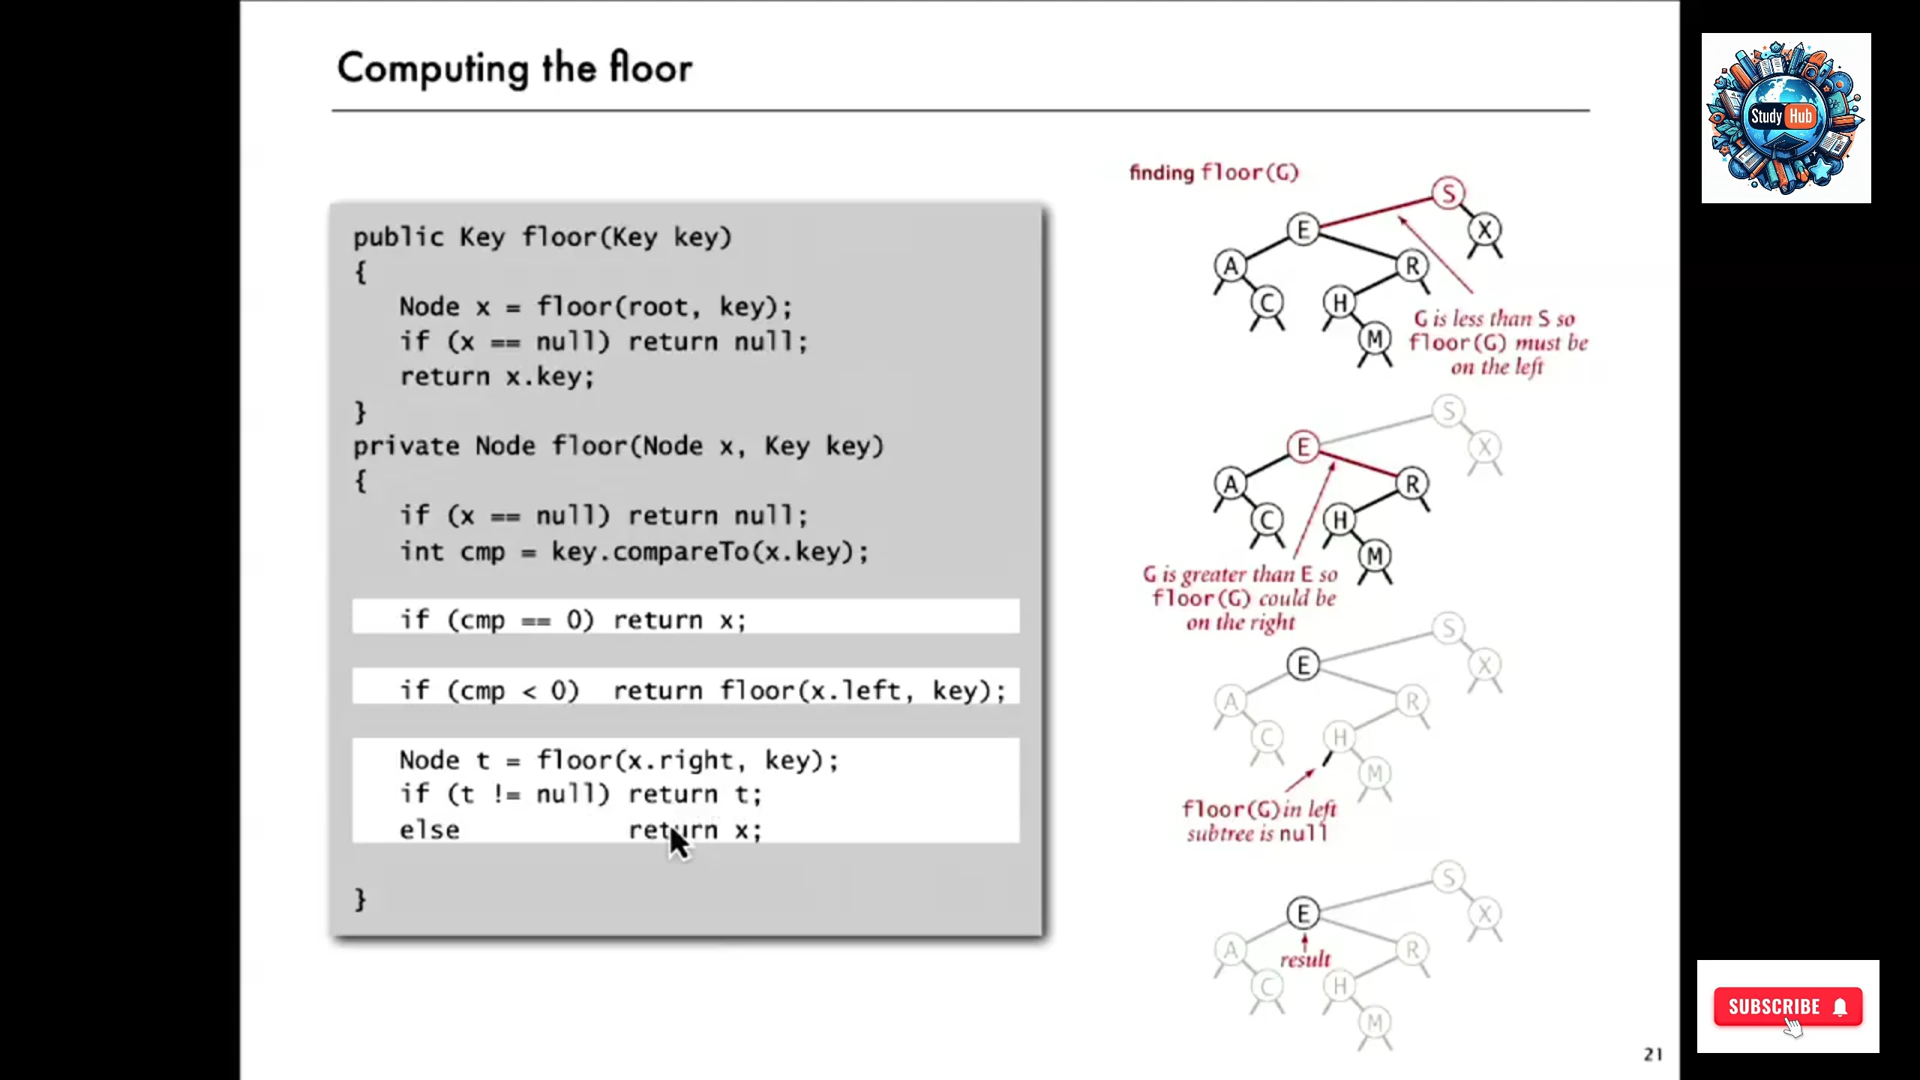 Computing the floor
Study Hub
public Key floor(Key key)
{
Node x = floor(root, key);
if (x == null) return null;
return x.key;
}
private Node floor(Node x, Key key)
{
if (x == null) return null;
int cmp = key.compareTo(x.key);
if (cmp == 0) return x;
if (cmp < 0) return floor(x.left, key);
Node t = floor(x.right, key);
if (t != null) return t;
else return x;
}
finding floor(G)
S
E
X
A
R
C
H
M
G is less than S so
floor(G) must be
on the left
S
E
X
A
R
C
H
M
G is greater than E so
floor(G) could be
on the right
S
E
X
A
R
C
H
M
floor(G) in left
subtree is null
S
E
X
A
R
result
C
H
M
SUBSCRIBE
21